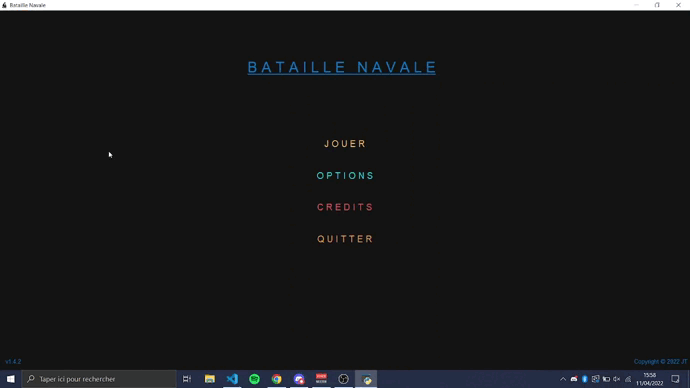 Bataille Navale
BATAILLE NAVALE
JOUER
OPTIONS
CREDITS
QUITTER
v1.4.2
Copyright © 2022 JT
Taper ici pour rechercher
15:58
11/04/2022